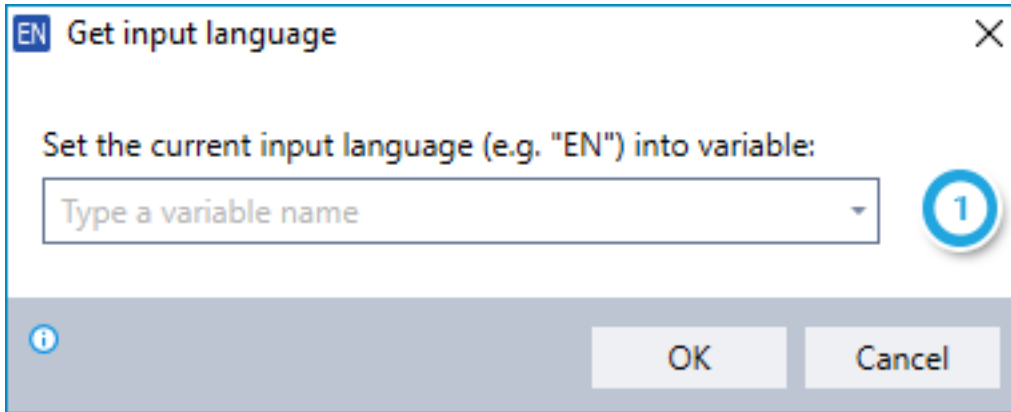 EN Get input language
Set the current input language (e.g. "EN") into variable:
Type a variable name
1
OK Cancel